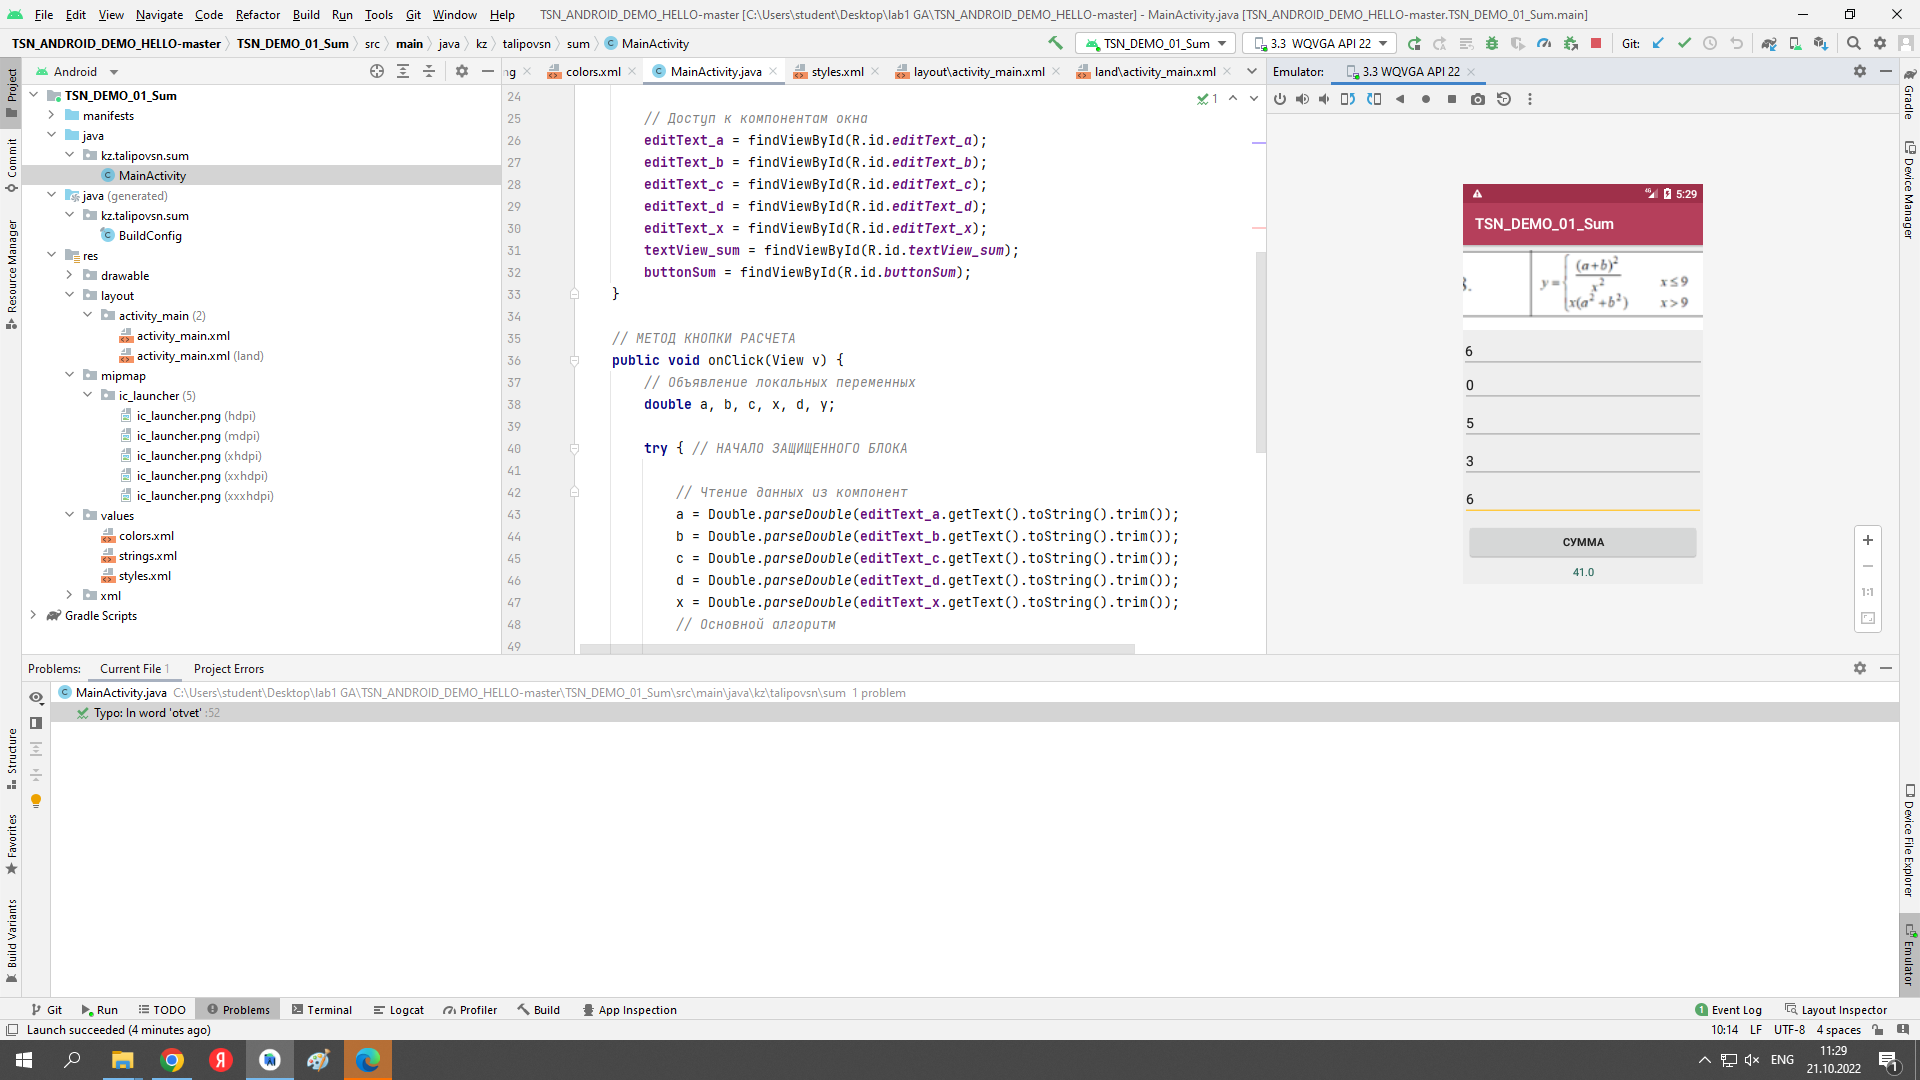 File Edit View Navigate Code Refactor Build Run Tools Git Window Help TSN_ANDROID_DEMO_HELLO-master [C:\Users\student\Desktop\lab1 GA\TSN_ANDROID_DEMO_HELLO-master] - MainActivity.java [TSN_ANDROID_DEMO_HELLO-master.TSN_DEMO_01_Sum.main]
TSN_ANDROID_DEMO_HELLO-master TSN_DEMO_01_Sum src main java kz talipovsn sum MainActivity
TSN_DEMO_01_Sum 3.3 WQVGA API 22 Git:
Project
Commit
Resource Manager
Structure
Favorites
Build Variants
Android
TSN_DEMO_01_Sum
manifests
java
kz.talipovsn.sum
MainActivity
java (generated)
kz.talipovsn.sum
BuildConfig
res
drawable
layout
activity_main (2)
activity_main.xml
activity_main.xml (land)
mipmap
ic_launcher (5)
ic_launcher.png (hdpi)
ic_launcher.png (mdpi)
ic_launcher.png (xhdpi)
ic_launcher.png (xxhdpi)
ic_launcher.png (xxxhdpi)
values
colors.xml
strings.xml
styles.xml
xml
Gradle Scripts
ng colors.xml MainActivity.java styles.xml layout\activity_main.xml land\activity_main.xml
1
24
25 // Доступ к компонентам окна
26 editText_a = findViewById(R.id.editText_a);
27 editText_b = findViewById(R.id.editText_b);
28 editText_c = findViewById(R.id.editText_c);
29 editText_d = findViewById(R.id.editText_d);
30 editText_x = findViewById(R.id.editText_x);
31 textView_sum = findViewById(R.id.textView_sum);
32 buttonSum = findViewById(R.id.buttonSum);
33 }
34
35 // МЕТОД КНОПКИ РАСЧЕТА
36 public void onClick(View v) {
37 // Объявление локальных переменных
38 double a, b, c, x, d, y;
39
40 try { // НАЧАЛО ЗАЩИЩЕННОГО БЛОКА
41
42 // Чтение данных из компонент
43 a = Double.parseDouble(editText_a.getText().toString().trim());
44 b = Double.parseDouble(editText_b.getText().toString().trim());
45 c = Double.parseDouble(editText_c.getText().toString().trim());
46 d = Double.parseDouble(editText_d.getText().toString().trim());
47 x = Double.parseDouble(editText_x.getText().toString().trim());
48 // Основной алгоритм
49
Emulator: 3.3 WQVGA API 22
5:29
TSN_DEMO_01_Sum
(a+b)²
y = x² x ≤ 9
x(a²+b²) x > 9
6
0
5
3
6
СУММА
41.0
1:1
Gradle
Device Manager
Device File Explorer
Emulator
Problems: Current File 1 Project Errors
MainActivity.java C:\Users\student\Desktop\lab1 GA\TSN_ANDROID_DEMO_HELLO-master\TSN_DEMO_01_Sum\src\main\java\kz\talipovsn\sum 1 problem
Typo: In word 'otvet' :52
Git Run TODO Problems Terminal Logcat Profiler Build App Inspection 1 Event Log Layout Inspector
Launch succeeded (4 minutes ago) 10:14 LF UTF-8 4 spaces
Я
ENG
11:29
21.10.2022
1